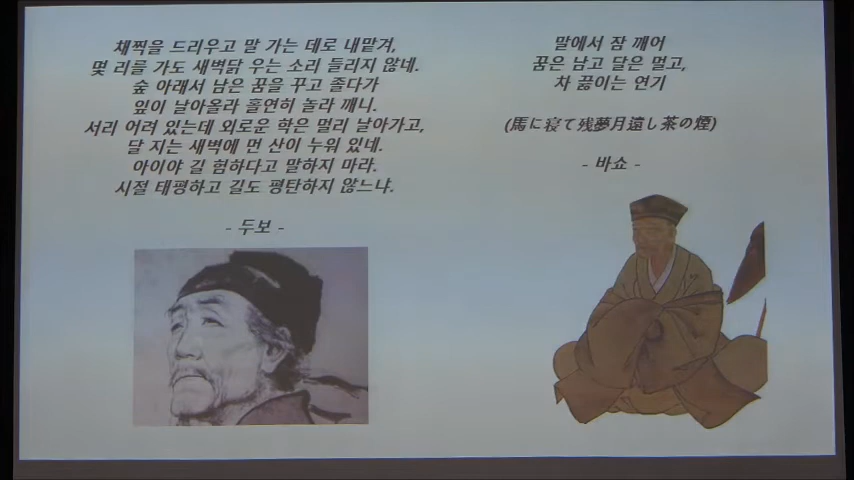 채찍을 드리우고 말 가는 데로 내맡겨,
몇 리를 가도 새벽닭 우는 소리 들리지 않네.
숲 아래서 남은 꿈을 꾸고 졸다가
잎이 날아올라 홀연히 놀라 깨니.
서리 어려 있는데 외로운 학은 멀리 날아가고,
달 지는 새벽에 먼 산이 누워 있네.
아이야 길 험하다고 말하지 마라.
시절 태평하고 길도 평탄하지 않느냐.
- 두보 -
말에서 잠 깨어
꿈은 남고 달은 멀고,
차 끓이는 연기
(馬に寝て残夢月遠し茶の煙)
- 바쇼 -